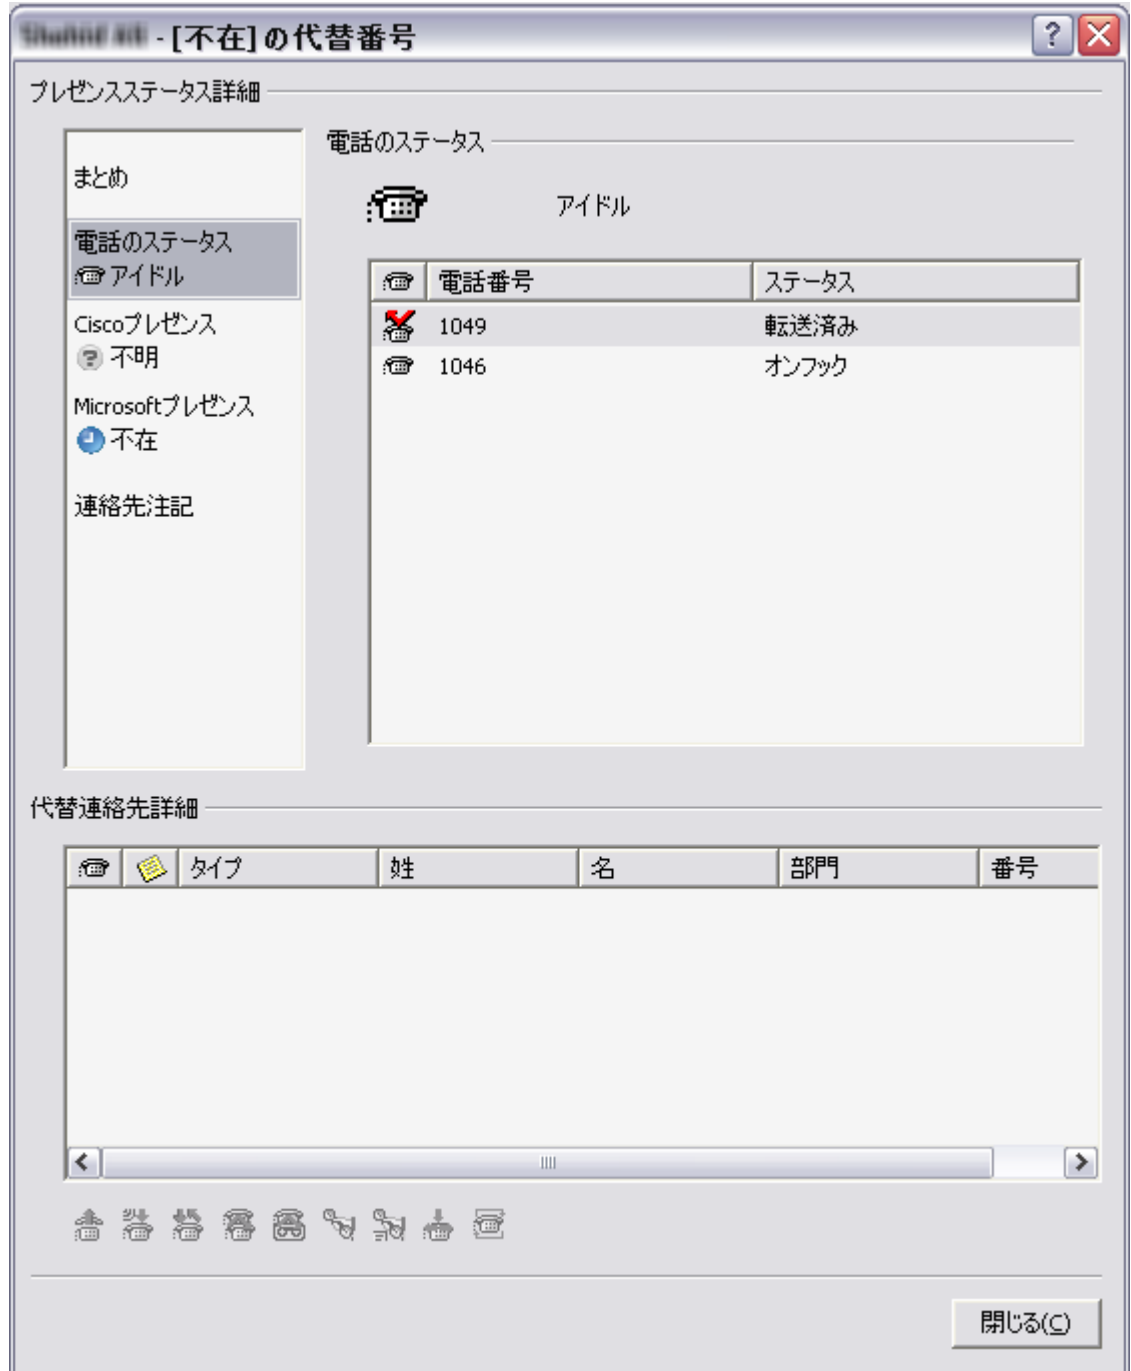 - [不在] の代替番号
プレゼンスステータス詳細
まとめ
電話のステータス
アイドル
Ciscoプレゼンス
不明
Microsoftプレゼンス
不在
連絡先注記
電話のステータス
アイドル
電話番号 ステータス
1049 転送済み
1046 オンフック
代替連絡先詳細
タイプ 姓 名 部門 番号
閉じる(C)